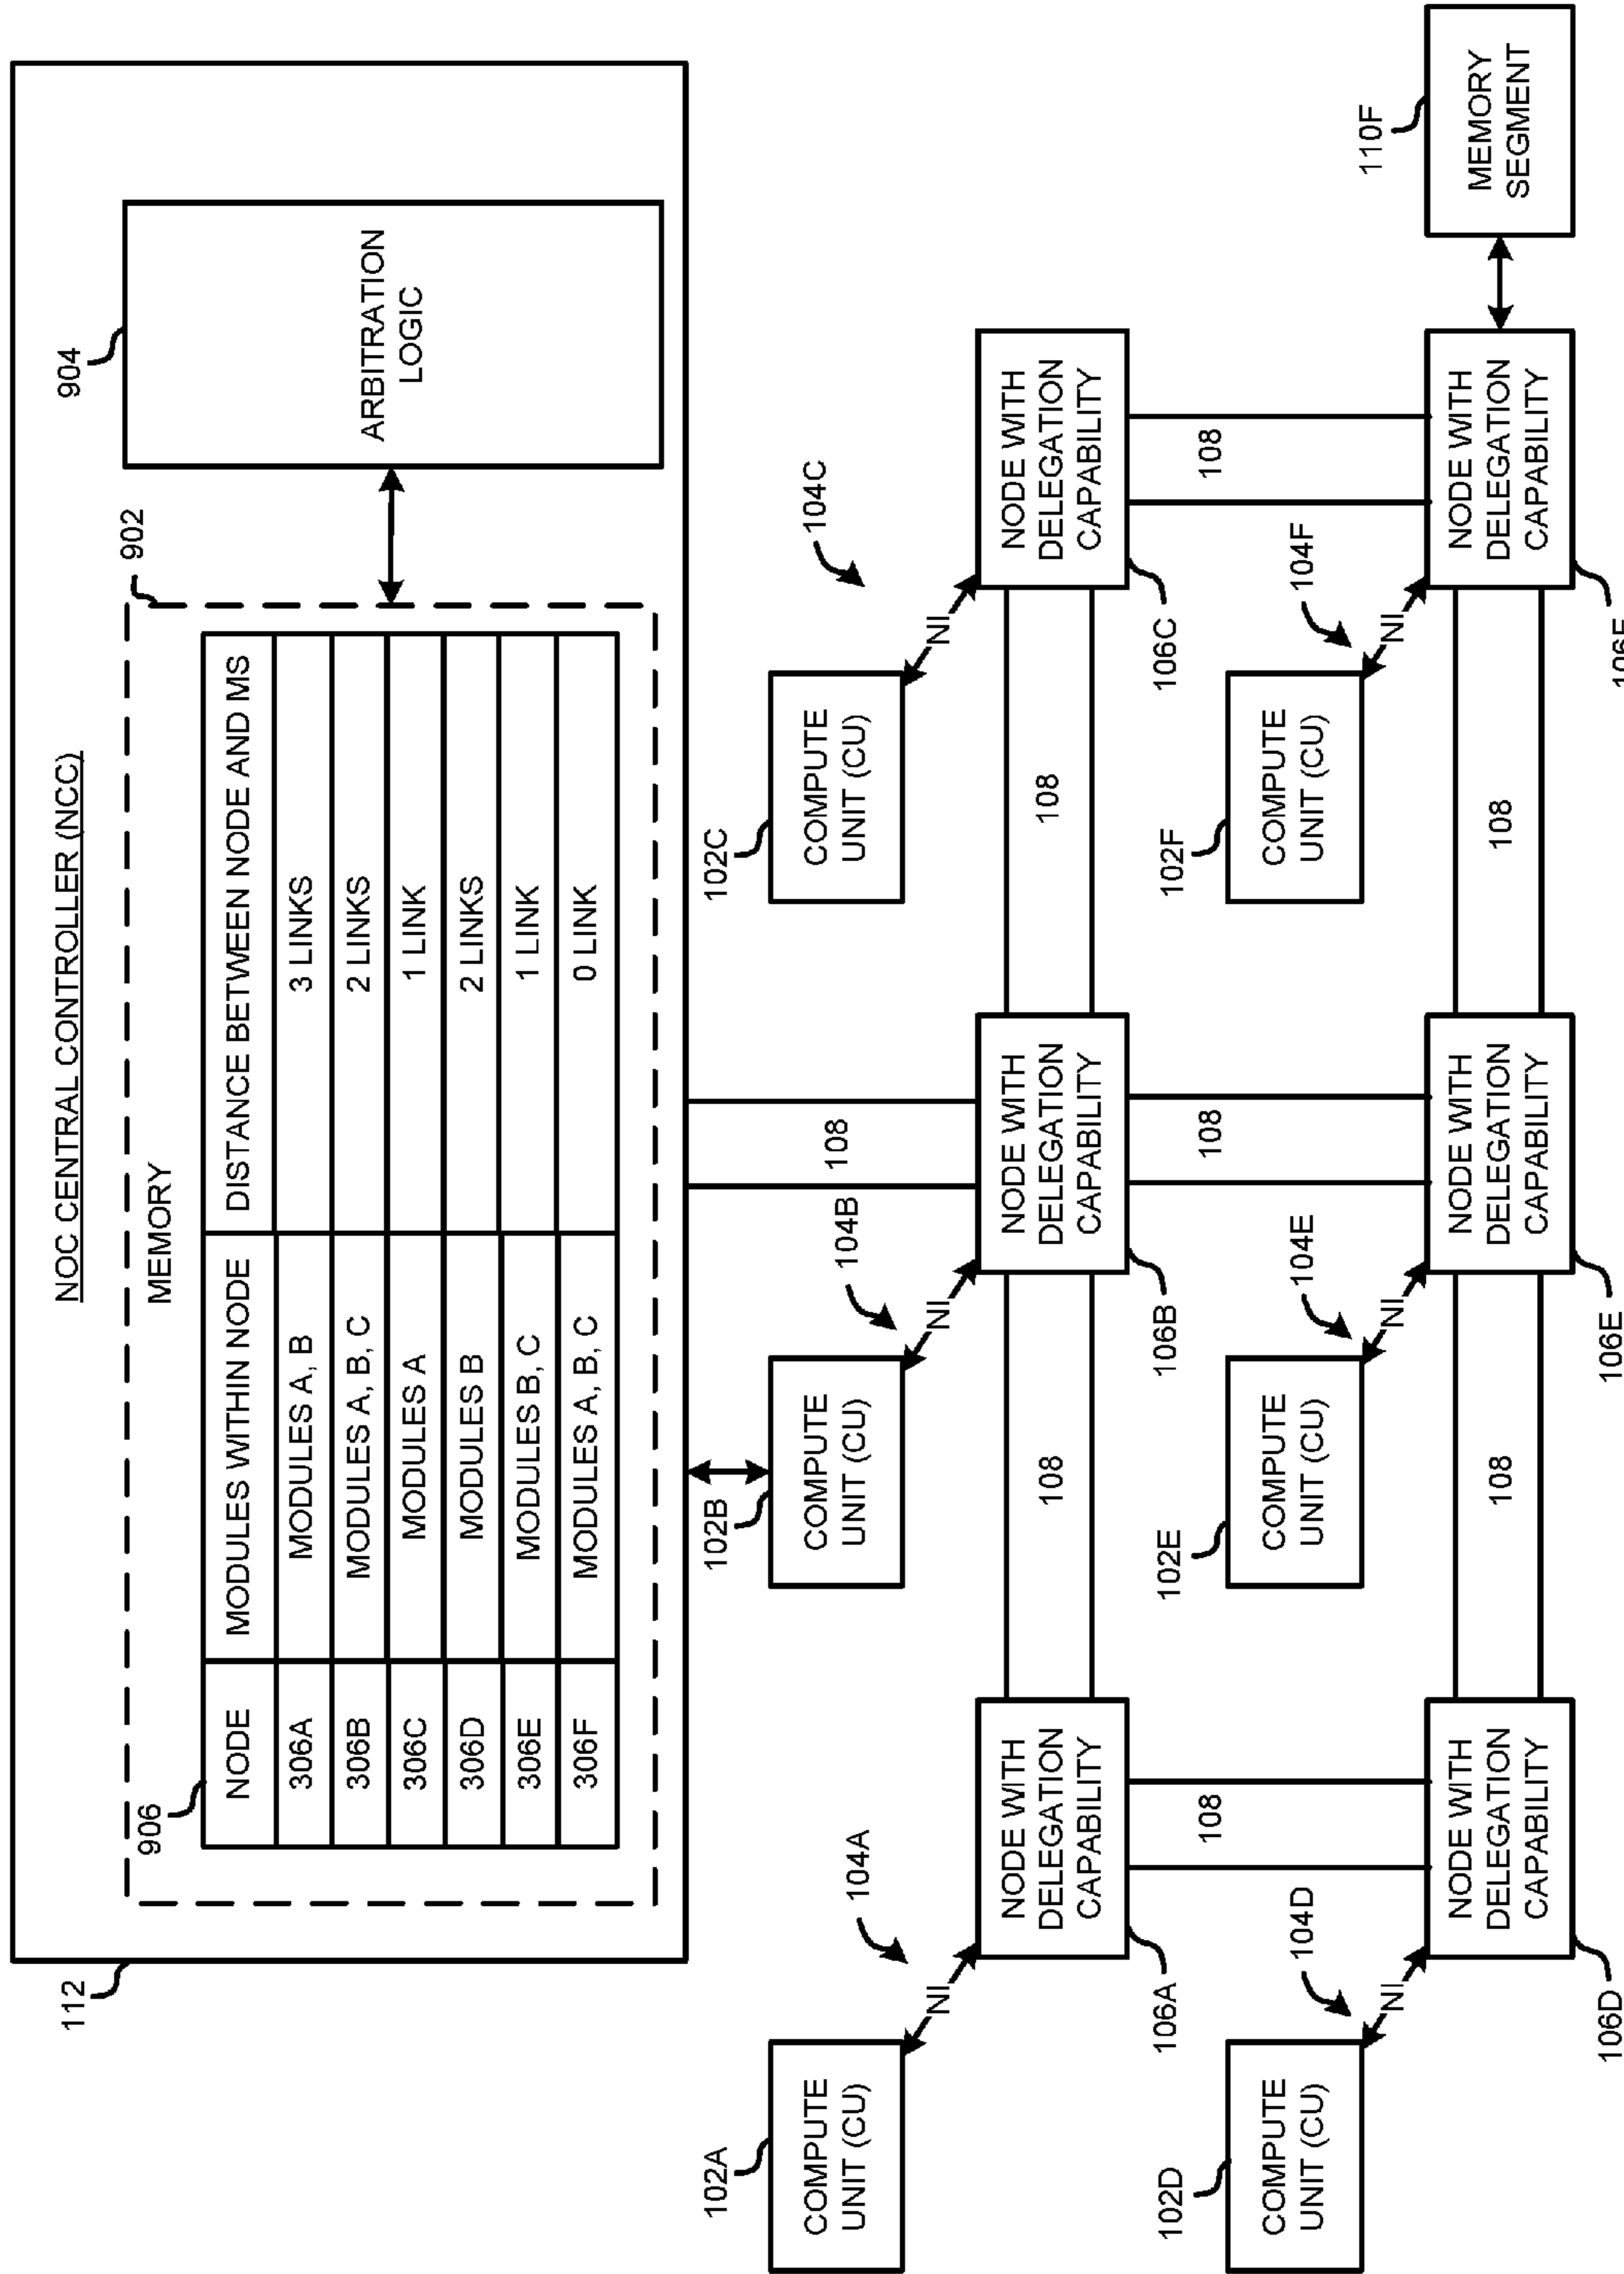 NOC CENTRAL CONTROLLER (NCC)
112
MEMORY
902
904
906
NODE MODULES WITHIN NODE DISTANCE BETWEEN NODE AND MS
306A MODULES A, B 3 LINKS
306B MODULES A, B, C 2 LINKS
306C MODULES A 1 LINK
306D MODULES B 2 LINKS
306E MODULES B, C 1 LINK
306F MODULES A, B, C 0 LINK
ARBITRATION
LOGIC
102A
COMPUTE
UNIT (CU)
NI
104A
102B
COMPUTE
UNIT (CU)
NI
104B
108
102C
COMPUTE
UNIT (CU)
NI
104C
NODE WITH
DELEGATION
CAPABILITY
106A
108
NODE WITH
DELEGATION
CAPABILITY
106B
108
NODE WITH
DELEGATION
CAPABILITY
106C
108
108
108
102D
COMPUTE
UNIT (CU)
NI
104D
102E
COMPUTE
UNIT (CU)
NI
104E
102F
COMPUTE
UNIT (CU)
NI
104F
NODE WITH
DELEGATION
CAPABILITY
106D
108
NODE WITH
DELEGATION
CAPABILITY
106E
108
NODE WITH
DELEGATION
CAPABILITY
110F
MEMORY
SEGMENT